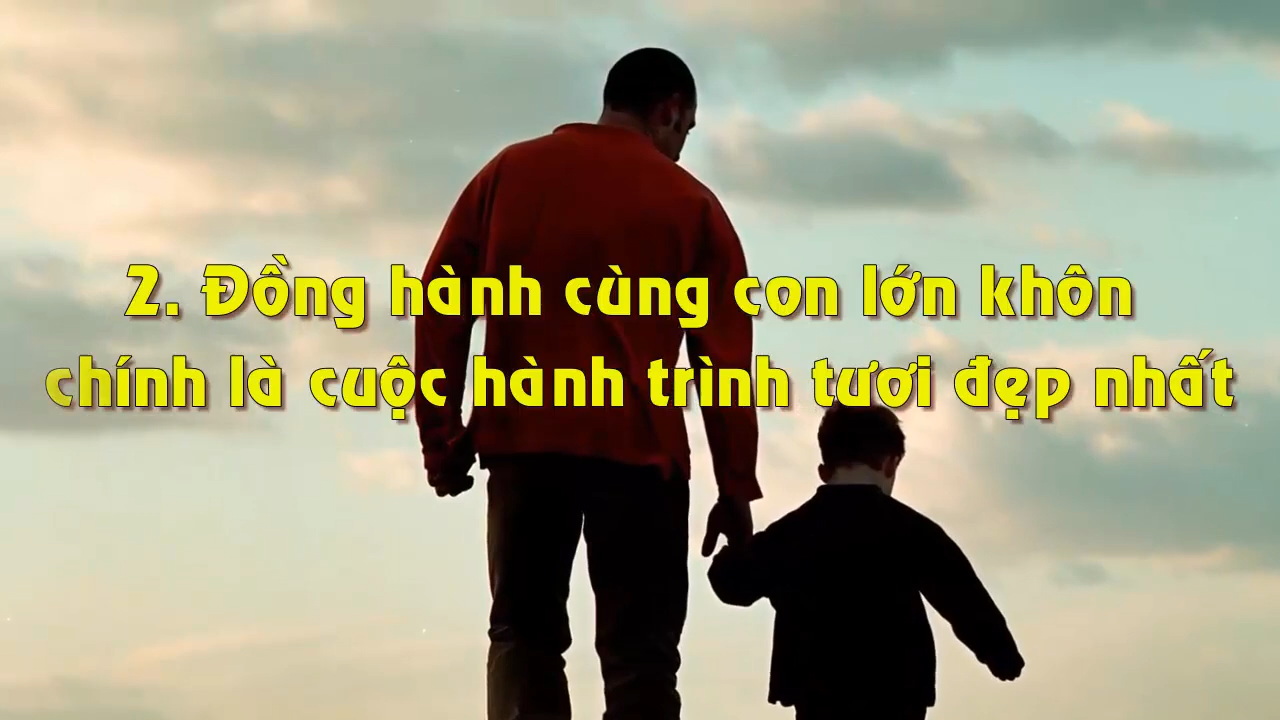 2. Đồng hành cùng con lớn khôn
chính là cuộc hành trình tươi đẹp nhất